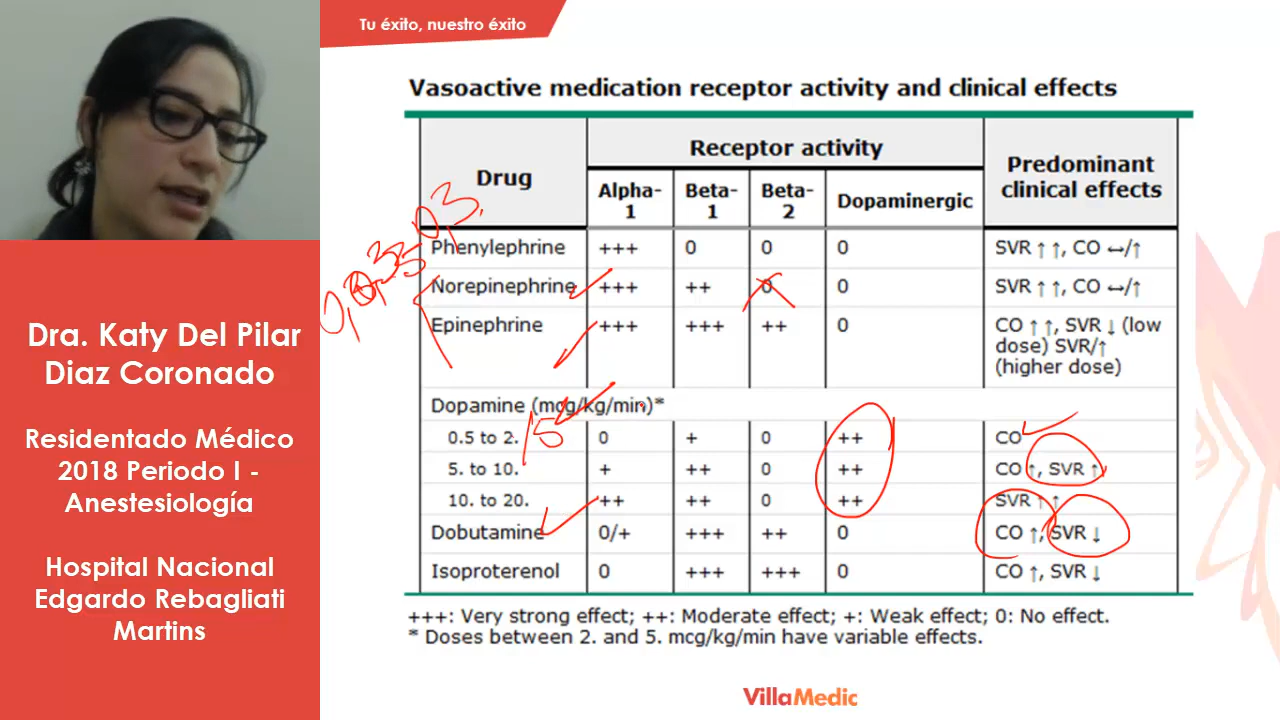 Tu éxito, nuestro éxito
Dra. Katy Del Pilar
Diaz Coronado
Residentado Médico
2018 Periodo I -
Anestesiología
Hospital Nacional
Edgardo Rebagliati
Martins
Vasoactive medication receptor activity and clinical effects
Drug Receptor activity Predominant clinical effects
Alpha-1 Beta-1 Beta-2 Dopaminergic
Phenylephrine +++ 0 0 0 SVR ↑ ↑, CO ↔/↑
Norepinephrine +++ ++ 0 0 SVR ↑ ↑, CO ↔/↑
Epinephrine +++ +++ ++ 0 CO ↑ ↑, SVR ↓ (low
dose) SVR/↑
(higher dose)
Dopamine (mcg/kg/min)*
0.5 to 2. 0 + 0 ++ CO
15
5. to 10. + ++ 0 ++ CO ↑, SVR ↑
10. to 20. ++ ++ 0 ++ SVR ↑ ↑
Dobutamine 0/+ +++ ++ 0 CO ↑, SVR ↓
Isoproterenol 0 +++ +++ 0 CO ↑, SVR ↓
+++: Very strong effect; ++: Moderate effect; +: Weak effect; 0: No effect.
* Doses between 2. and 5. mcg/kg/min have variable effects.
VillaMedic